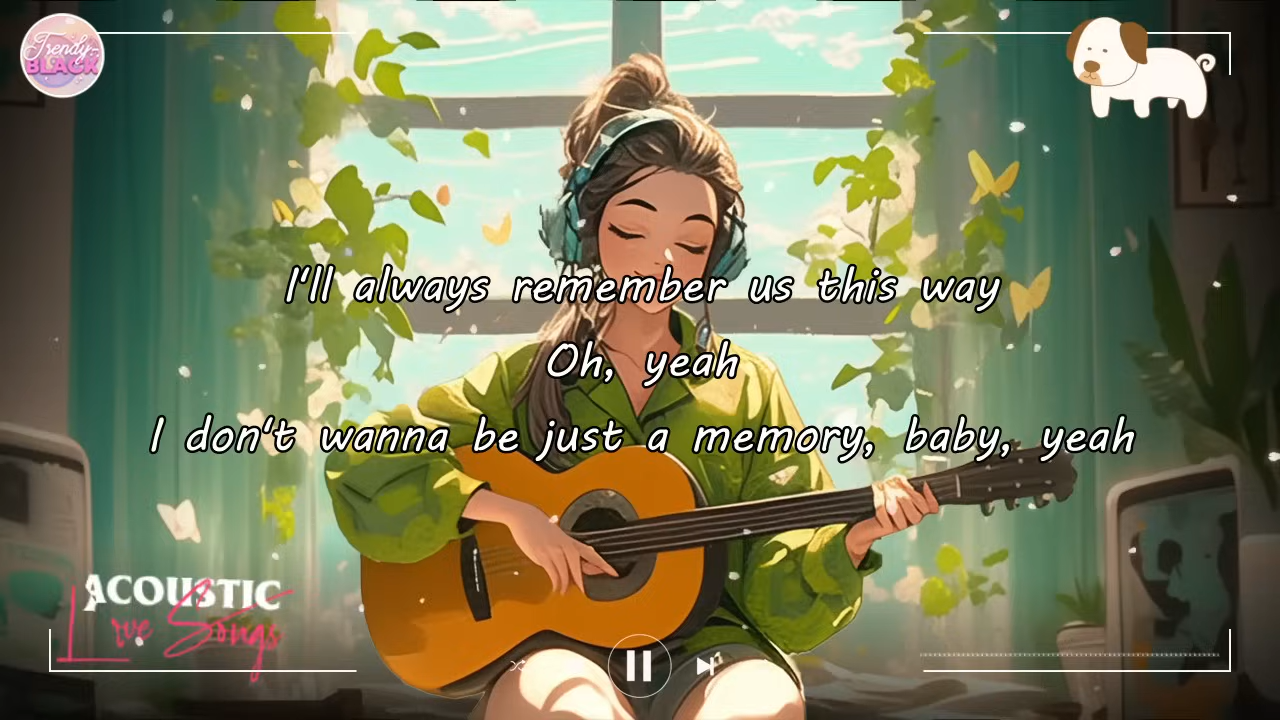 Trendy
BLACK
I'll always remember us this way
Oh, yeah
I don't wanna be just a memory, baby, yeah
ACOUSTIC
Love Songs